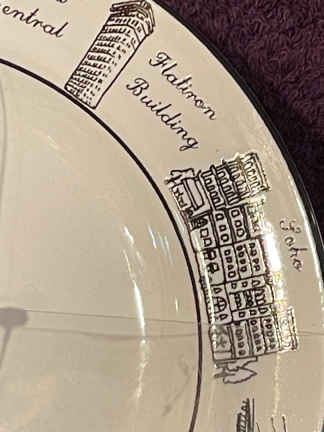 entral
Flatiron
Building
Soho